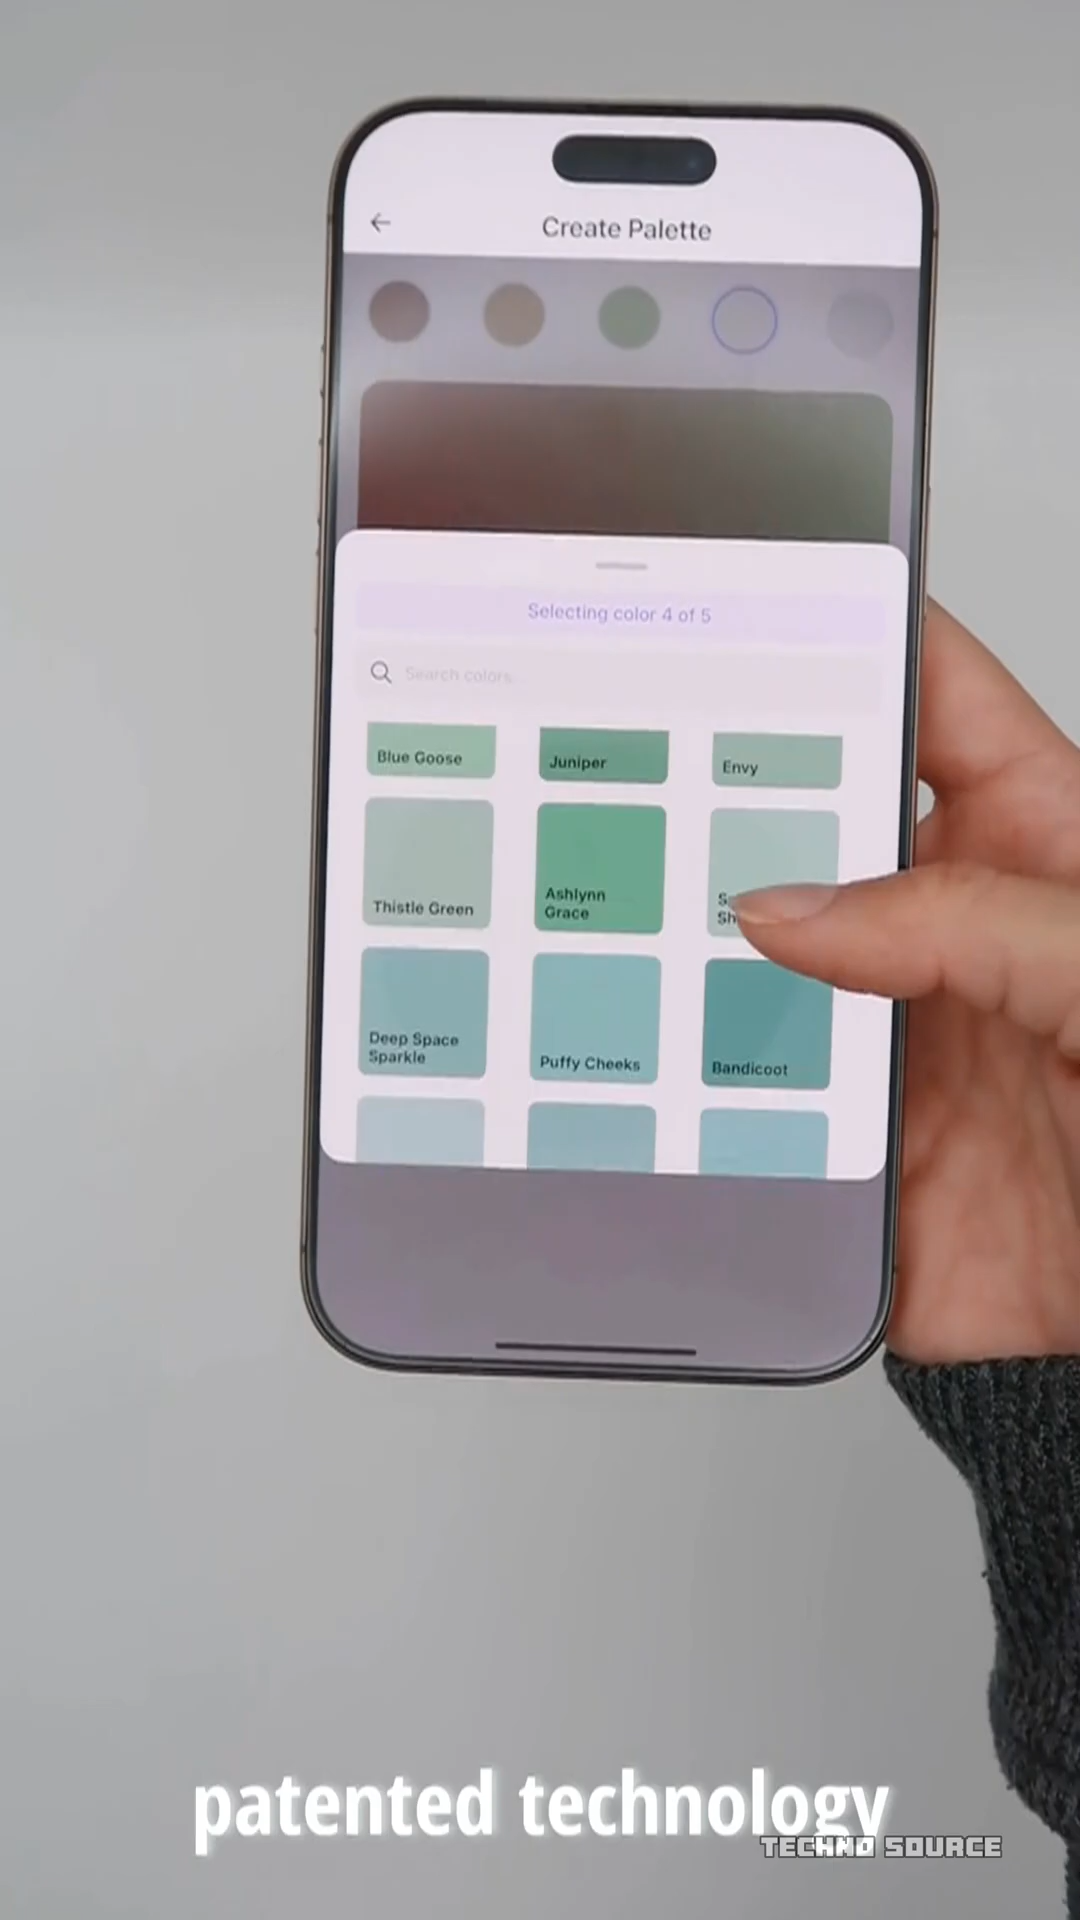 Create Palette
Selecting color 4 of 5
Search colors...
Blue Goose
Juniper
Envy
Thistle Green
Ashlynn
Grace
Deep Space
Sparkle
Puffy Cheeks
Bandicoot
patented technology
TECHNO SOURCE